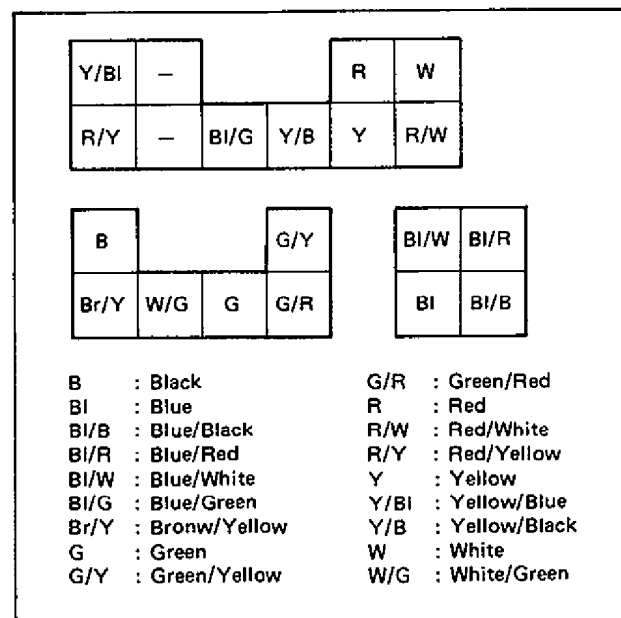 Y/Bl – R W
R/Y – Bl/G Y/B Y R/W
B G/Y Bl/W Bl/R
Br/Y W/G G G/R Bl Bl/B
B : Black G/R : Green/Red
Bl : Blue R : Red
Bl/B : Blue/Black R/W : Red/White
Bl/R : Blue/Red R/Y : Red/Yellow
Bl/W : Blue/White Y : Yellow
Bl/G : Blue/Green Y/Bl : Yellow/Blue
Br/Y : Bronw/Yellow Y/B : Yellow/Black
G : Green W : White
G/Y : Green/Yellow W/G : White/Green